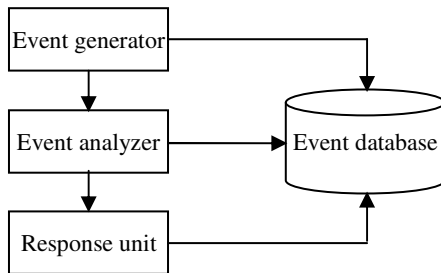 Event generator
Event analyzer
Event database
Response unit